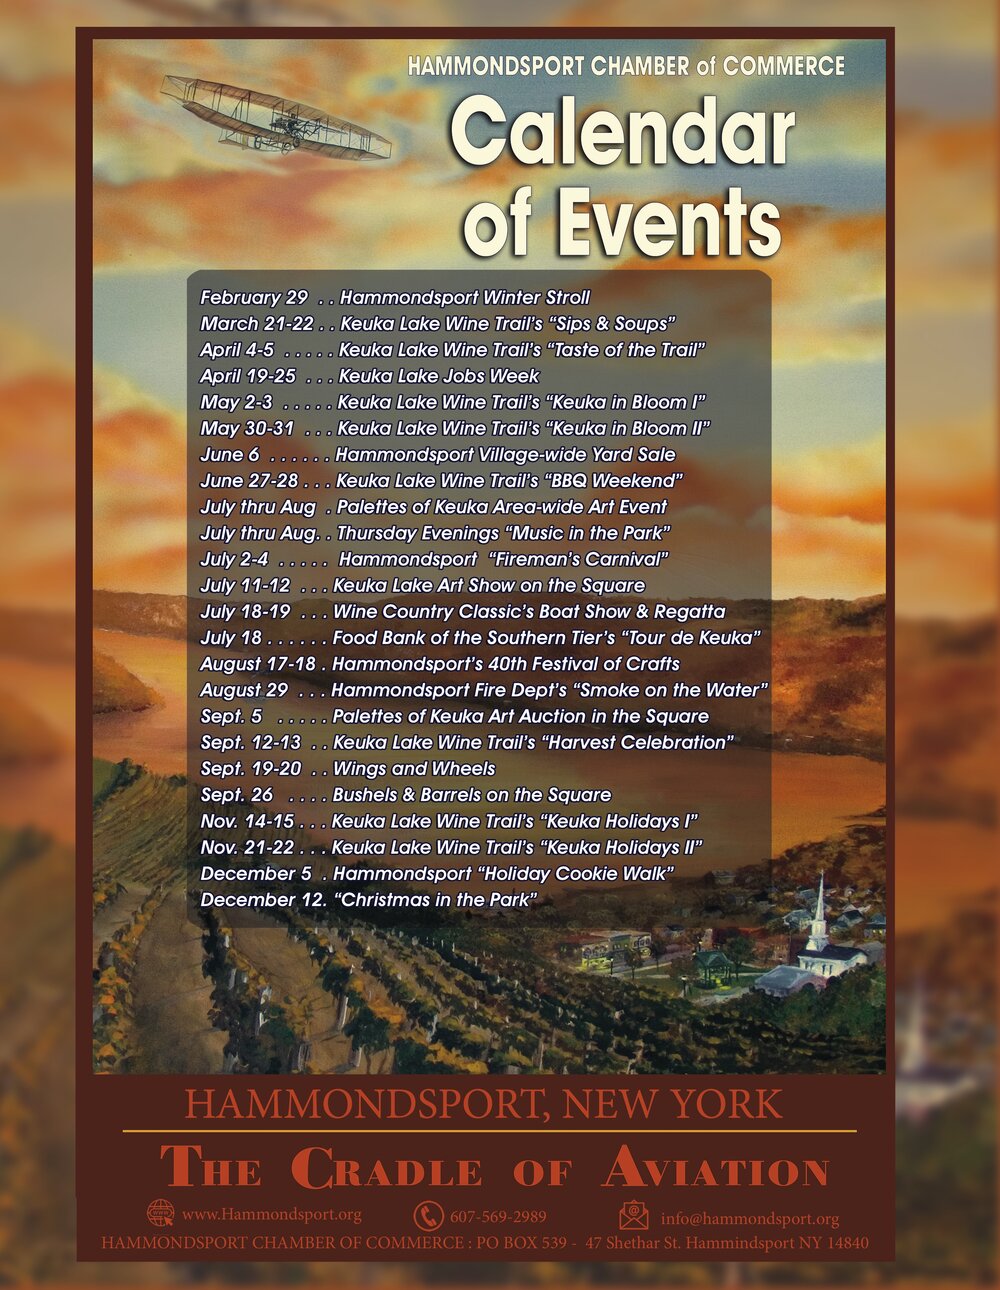 HAMMONDSPORT CHAMBER of COMMERCE
Calendar
of Events
February 29 . . Hammondsport Winter Stroll
March 21-22 . . Keuka Lake Wine Trail's “Sips & Soups”
April 4-5 . . . . . Keuka Lake Wine Trail's “Taste of the Trail”
April 19-25 . . . Keuka Lake Jobs Week
May 2-3 . . . . . Keuka Lake Wine Trail's “Keuka in Bloom I”
May 30-31 . . . Keuka Lake Wine Trail's “Keuka in Bloom II”
June 6 . . . . . . Hammondsport Village-wide Yard Sale
June 27-28 . . . Keuka Lake Wine Trail's “BBQ Weekend”
July thru Aug . Palettes of Keuka Area-wide Art Event
July thru Aug. . Thursday Evenings “Music in the Park”
July 2-4 . . . . . Hammondsport “Fireman's Carnival”
July 11-12 . . . Keuka Lake Art Show on the Square
July 18-19 . . . Wine Country Classic's Boat Show & Regatta
July 18 . . . . . . Food Bank of the Southern Tier's “Tour de Keuka”
August 17-18 . Hammondsport's 40th Festival of Crafts
August 29 . . . Hammondsport Fire Dept's “Smoke on the Water”
Sept. 5 . . . . . Palettes of Keuka Art Auction in the Square
Sept. 12-13 . . Keuka Lake Wine Trail's “Harvest Celebration”
Sept. 19-20 . . Wings and Wheels
Sept. 26 . . . . Bushels & Barrels on the Square
Nov. 14-15 . . . Keuka Lake Wine Trail's “Keuka Holidays I”
Nov. 21-22 . . . Keuka Lake Wine Trail's “Keuka Holidays II”
December 5 . Hammondsport “Holiday Cookie Walk”
December 12. “Christmas in the Park”
HAMMONDSPORT, NEW YORK
THE CRADLE OF AVIATION
www.Hammondsport.org 607-569-2989 info@hammondsport.org
HAMMONDSPORT CHAMBER OF COMMERCE : PO BOX 539 - 47 Shethar St. Hammindsport NY 14840